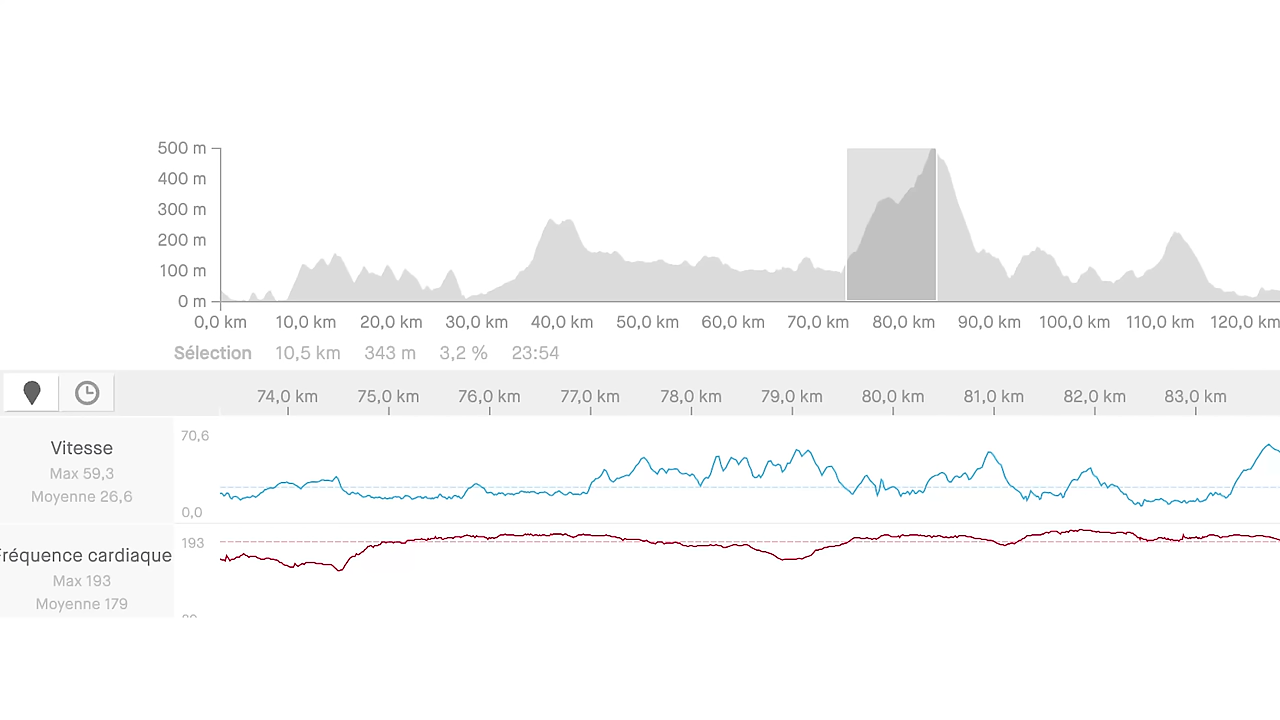 500 m
400 m
300 m
200 m
100 m
0 m
0,0 km 10,0 km 20,0 km 30,0 km 40,0 km 50,0 km 60,0 km 70,0 km 80,0 km 90,0 km 100,0 km 110,0 km 120,0 km
Sélection 10,5 km 343 m 3,2 % 23:54
74,0 km 75,0 km 76,0 km 77,0 km 78,0 km 79,0 km 80,0 km 81,0 km 82,0 km 83,0 km
70,6
Vitesse
Max 59,3
Moyenne 26,6
0,0
193
Fréquence cardiaque
Max 193
Moyenne 179